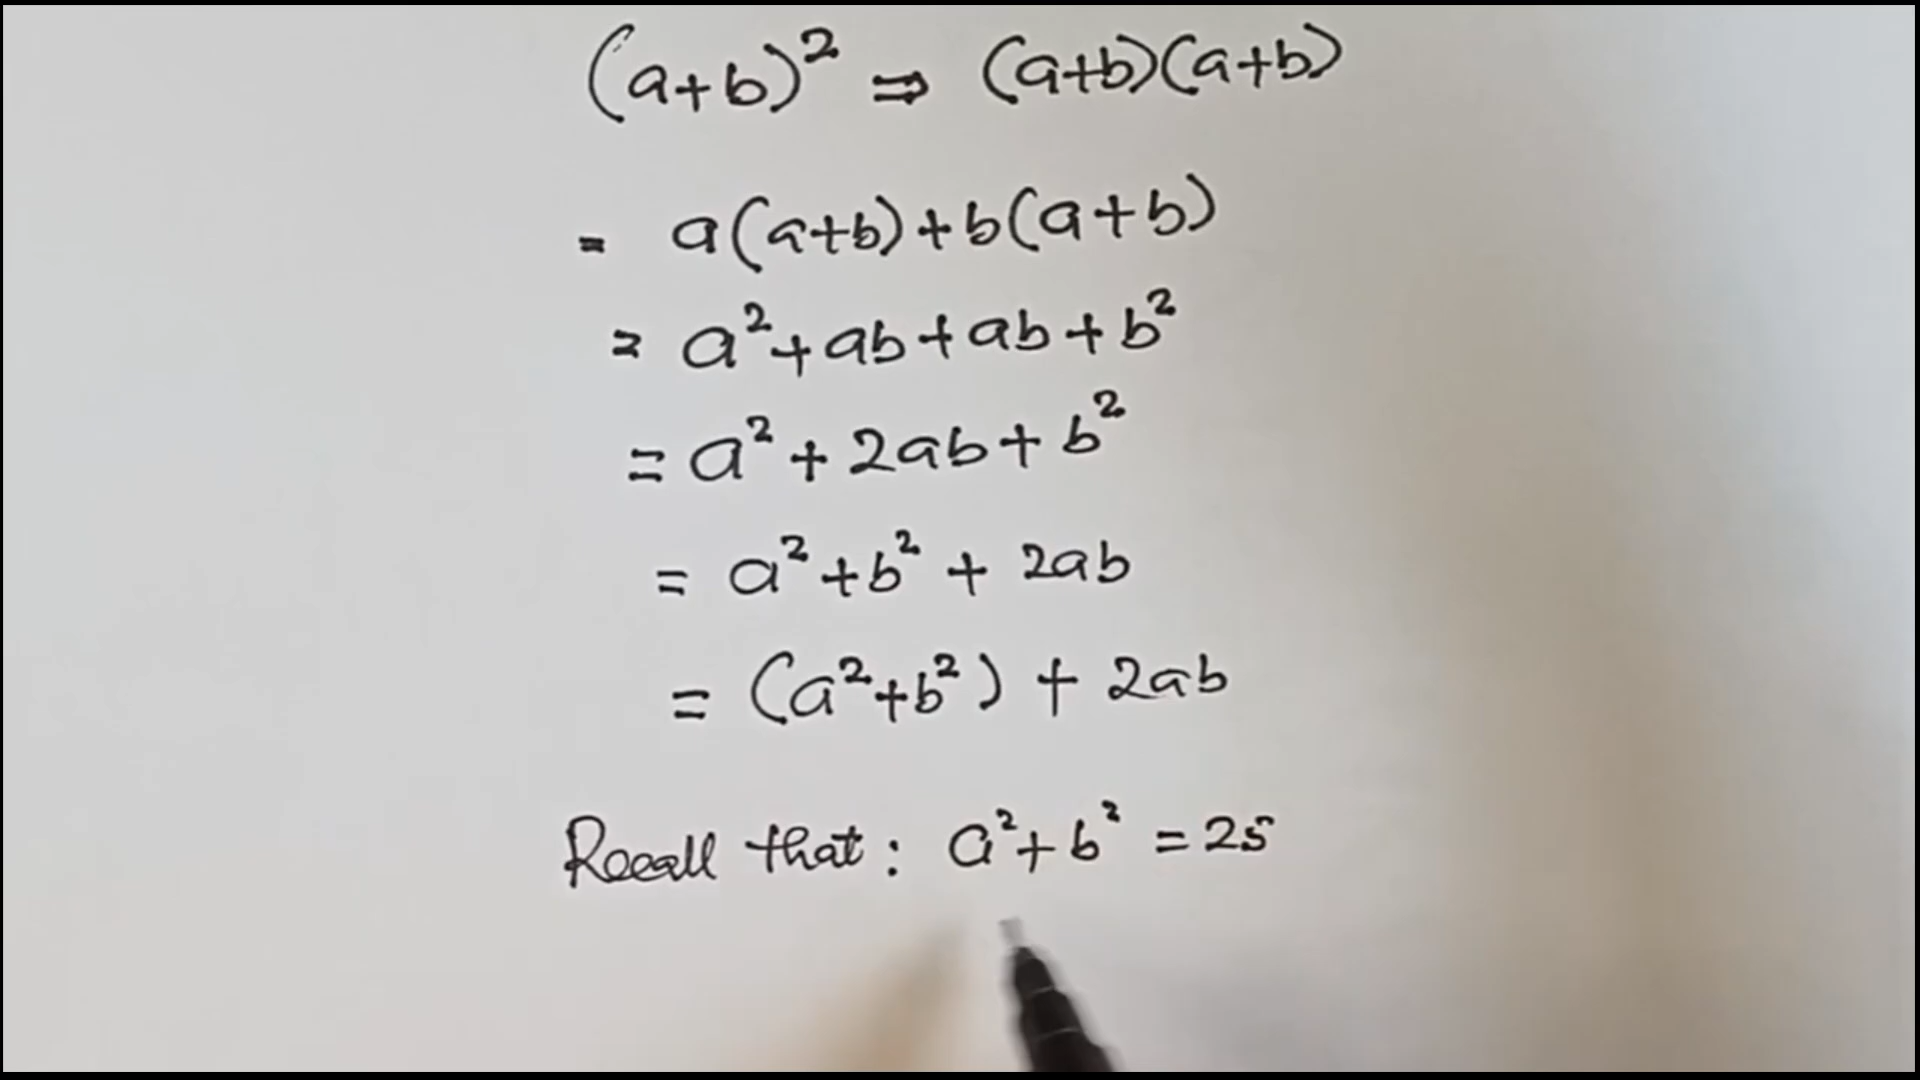 (a+b)² ⇒ (a+b)(a+b)
= a(a+b)+b(a+b)
= a²+ab+ab+b²
= a²+2ab+b²
= a²+b²+2ab
= (a²+b²)+2ab
Recall that: a²+b² = 25